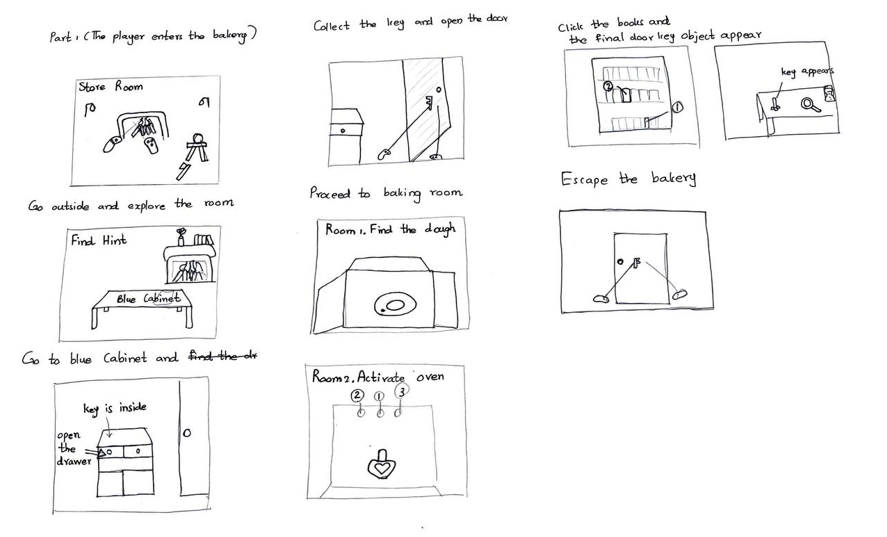 Part 1 (The player enters the bakery)
Store Room
Go outside and explore the room
Find Hint
Blue Cabinet
Go to blue Cabinet and find the dr
key is inside
open
the
drawer
Collect the key and open the door
Proceed to baking room
Room 1. Find the dough
Room 2. Activate oven
② ① ③
Click the books and
the final door key object appear
②
①
key appears
Escape the bakery